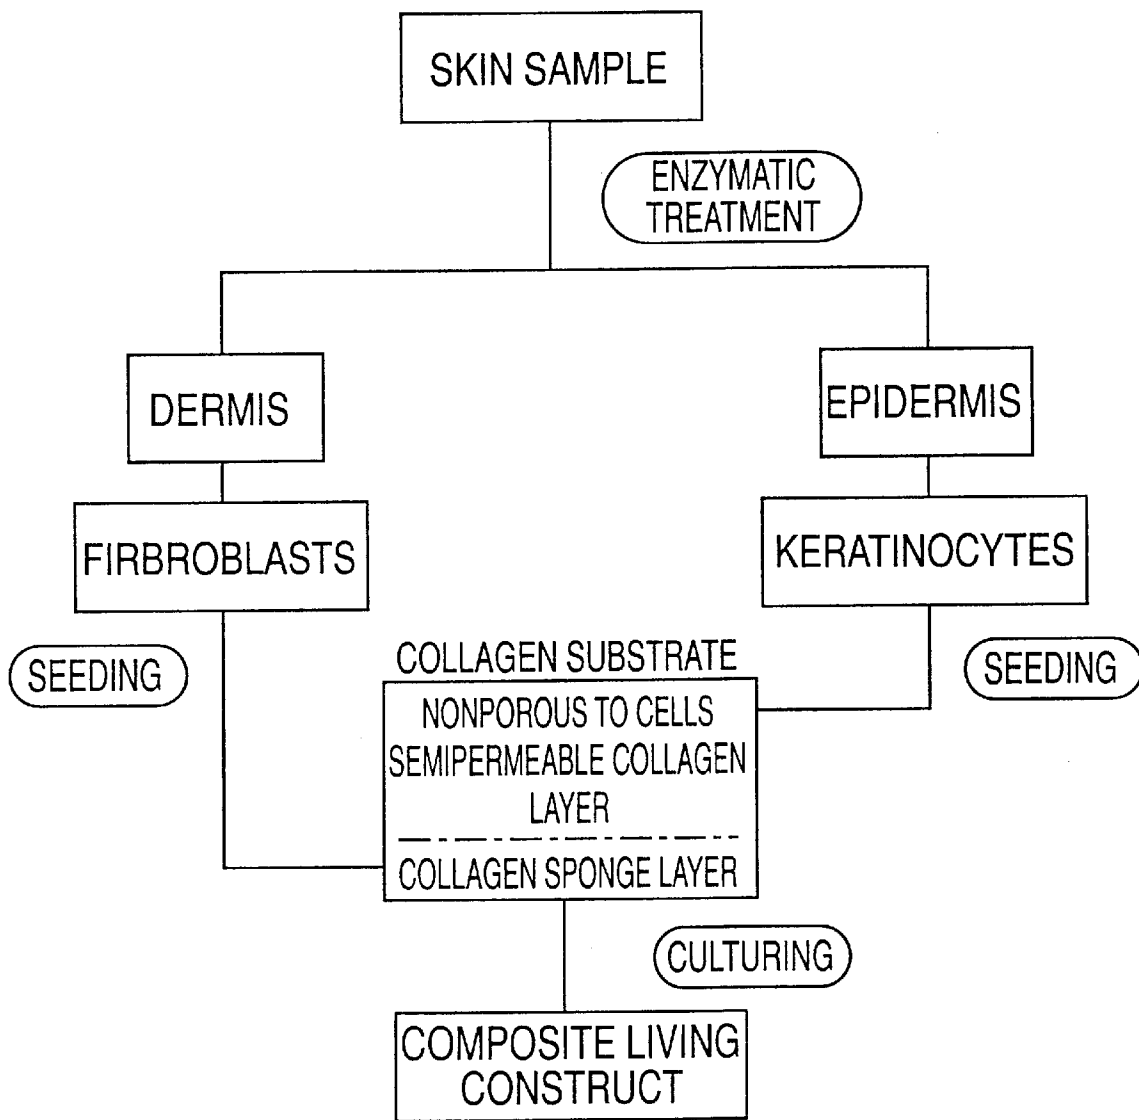 SKIN SAMPLE
ENZYMATIC
TREATMENT
DERMIS
EPIDERMIS
FIRBROBLASTS
KERATINOCYTES
SEEDING
COLLAGEN SUBSTRATE
SEEDING
NONPOROUS TO CELLS
SEMIPERMEABLE COLLAGEN
LAYER
COLLAGEN SPONGE LAYER
CULTURING
COMPOSITE LIVING
CONSTRUCT